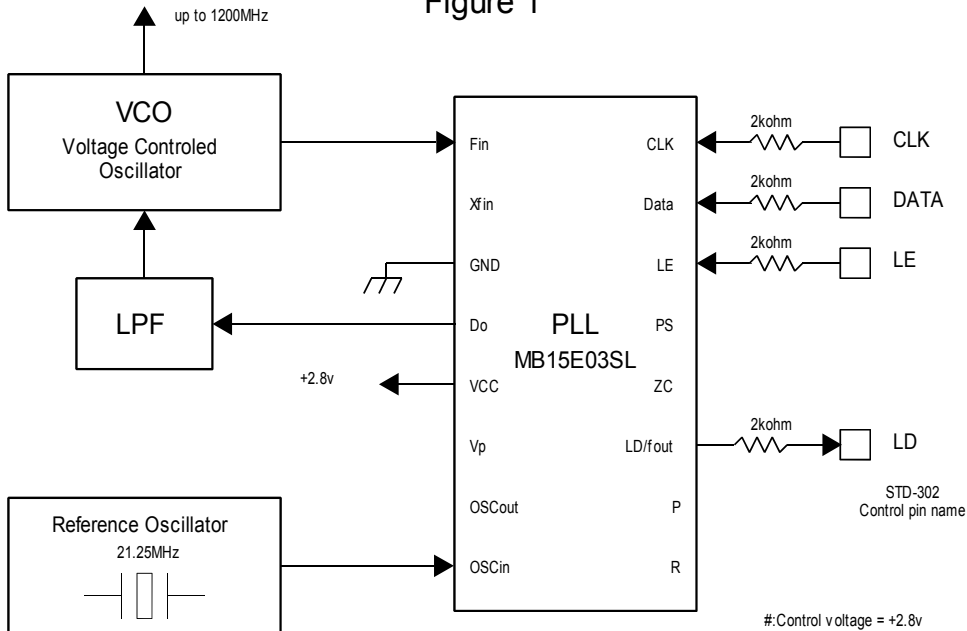 Figure 1
up to 1200MHz
VCO
Voltage Controled
Oscillator
LPF
+2.8v
Reference Oscillator
21.25MHz
Fin
Xfin
GND
Do
VCC
Vp
OSCout
OSCin
PLL
MB15E03SL
CLK
Data
LE
PS
ZC
LD/fout
P
R
2kohm
CLK
2kohm
DATA
2kohm
LE
2kohm
LD
STD-302
Control pin name
#:Control voltage = +2.8v